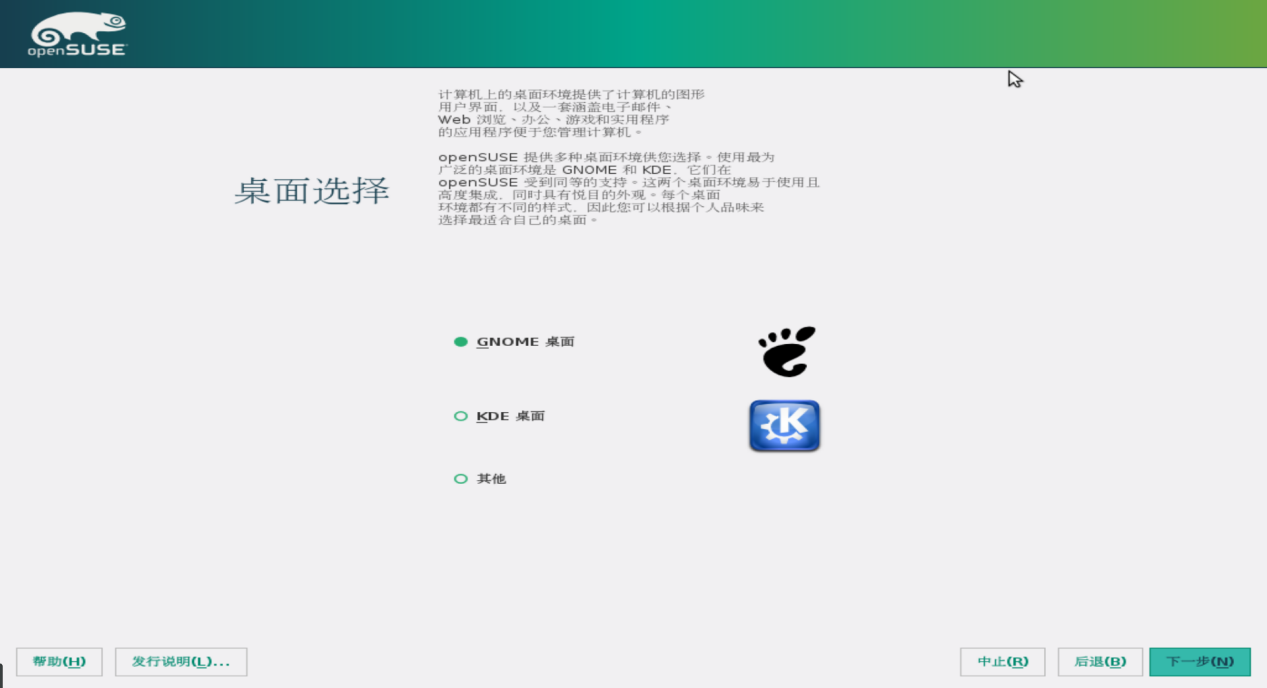 openSUSE
计算机上的桌面环境提供了计算机的图形
用户界面，以及一套涵盖电子邮件、
Web 浏览、办公、游戏和实用程序
的应用程序便于您管理计算机。
openSUSE 提供多种桌面环境供您选择。使用最为
广泛的桌面环境是 GNOME 和 KDE，它们在
openSUSE 受到同等的支持。这两个桌面环境易于使用且
高度集成，同时具有悦目的外观。每个桌面
环境都有不同的样式，因此您可以根据个人品味来
选择最适合自己的桌面。
桌面选择
GNOME 桌面
KDE 桌面
其他
帮助(H)
发行说明(L)...
中止(R)
后退(B)
下一步(N)